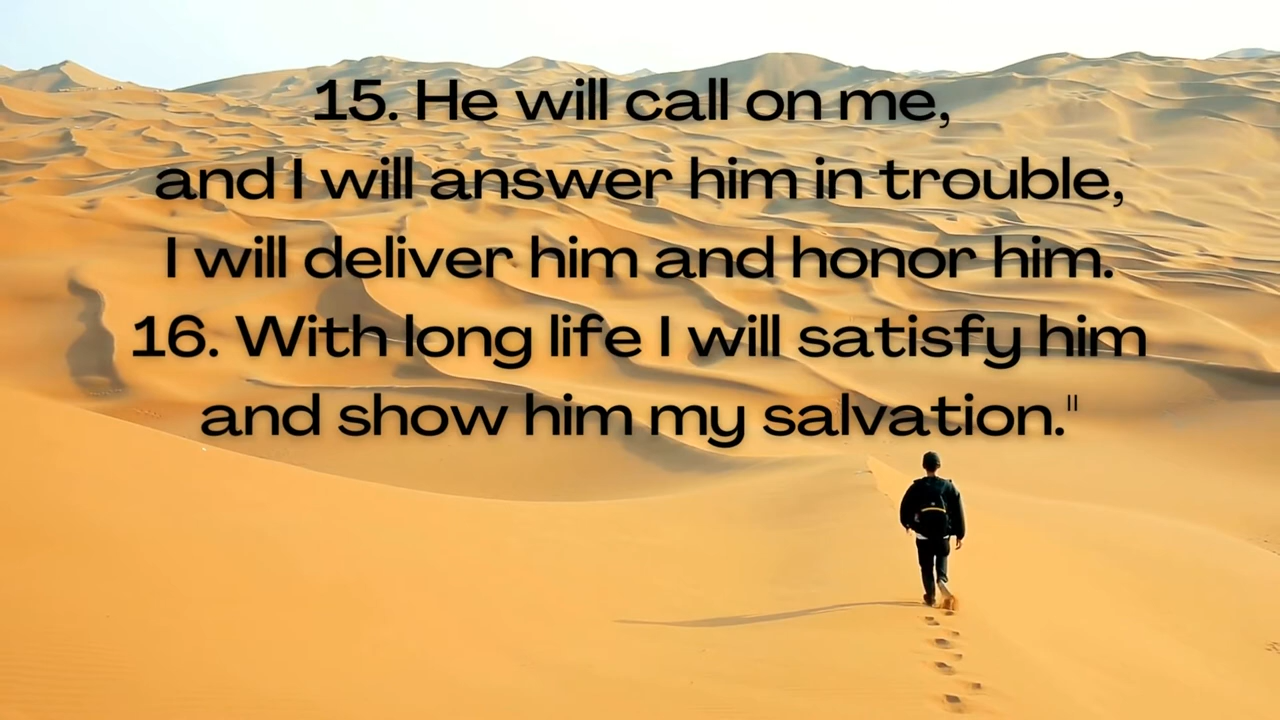 15. He will call on me,
and I will answer him in trouble,
I will deliver him and honor him.
16. With long life I will satisfy him
and show him my salvation."